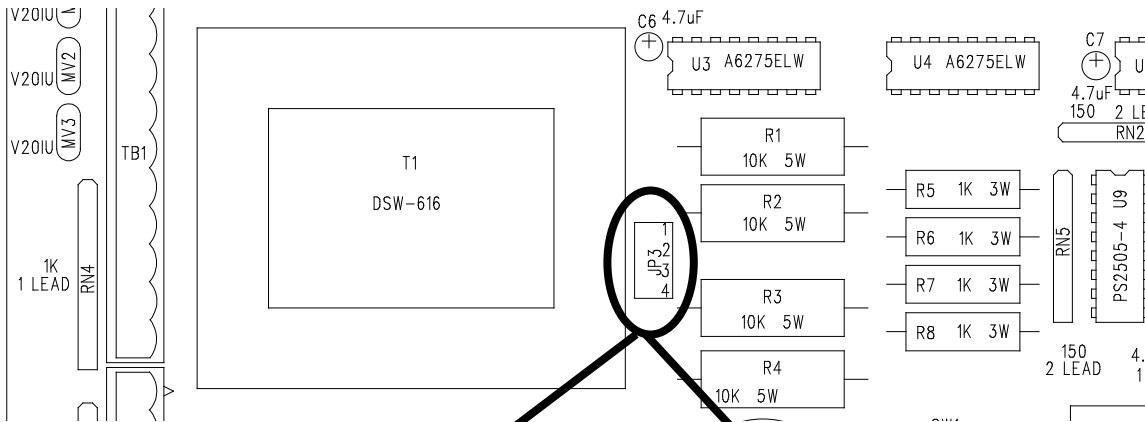 V20IU
V20IU
MV2
V20IU
MV3
TB1
1K
1 LEAD
RN4
T1
DSW-616
C6 4.7uF
U3 A6275ELW
U4 A6275ELW
C7
4.7uF
150 2 LE
RN2
R1
10K 5W
R2
10K 5W
JP3
1
2
3
4
R3
10K 5W
R4
10K 5W
R5 1K 3W
R6 1K 3W
R7 1K 3W
R8 1K 3W
RN5
PS2505-4 U9
150
2 LEAD
4.
1